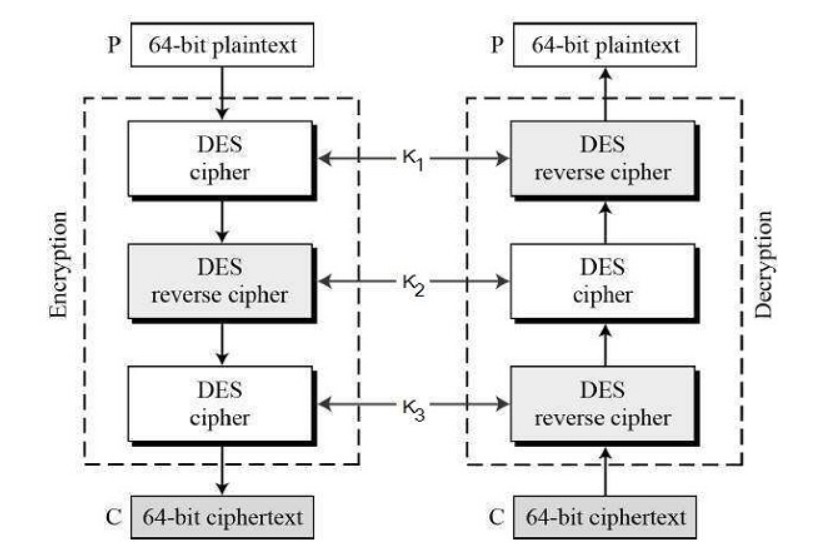 P 64-bit plaintext
P 64-bit plaintext
DES
cipher
K1
DES
reverse cipher
Encryption
DES
reverse cipher
K2
DES
cipher
Decryption
DES
cipher
K3
DES
reverse cipher
C 64-bit ciphertext
C 64-bit ciphertext